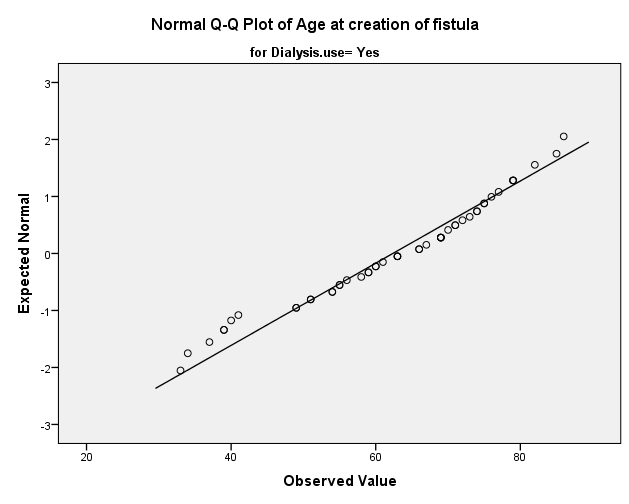 Normal Q-Q Plot of Age at creation of fistula
for Dialysis.use= Yes
3
2
1
0
-1
-2
-3
Expected Normal
20 40 60 80
Observed Value